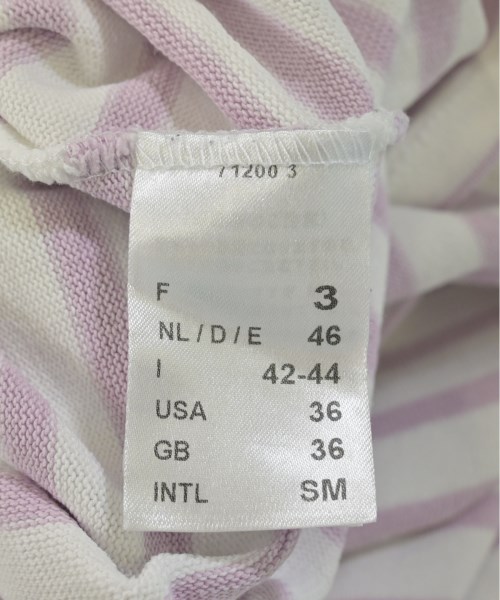 71200 3
F 3
NL / D / E 46
I 42-44
USA 36
GB 36
INTL SM